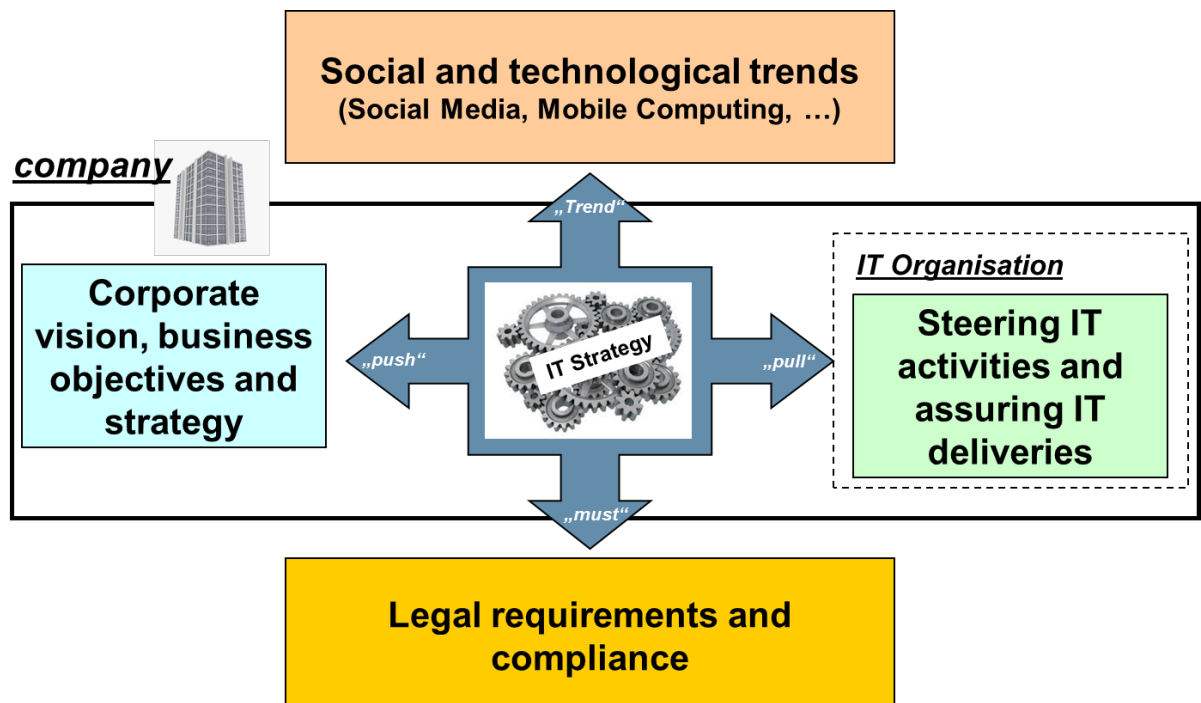 Social and technological trends
(Social Media, Mobile Computing, …)
company
„Trend“
IT Organisation
Corporate
vision, business
objectives and
strategy
„push“
IT Strategy
„pull“
Steering IT
activities and
assuring IT
deliveries
„must“
Legal requirements and
compliance